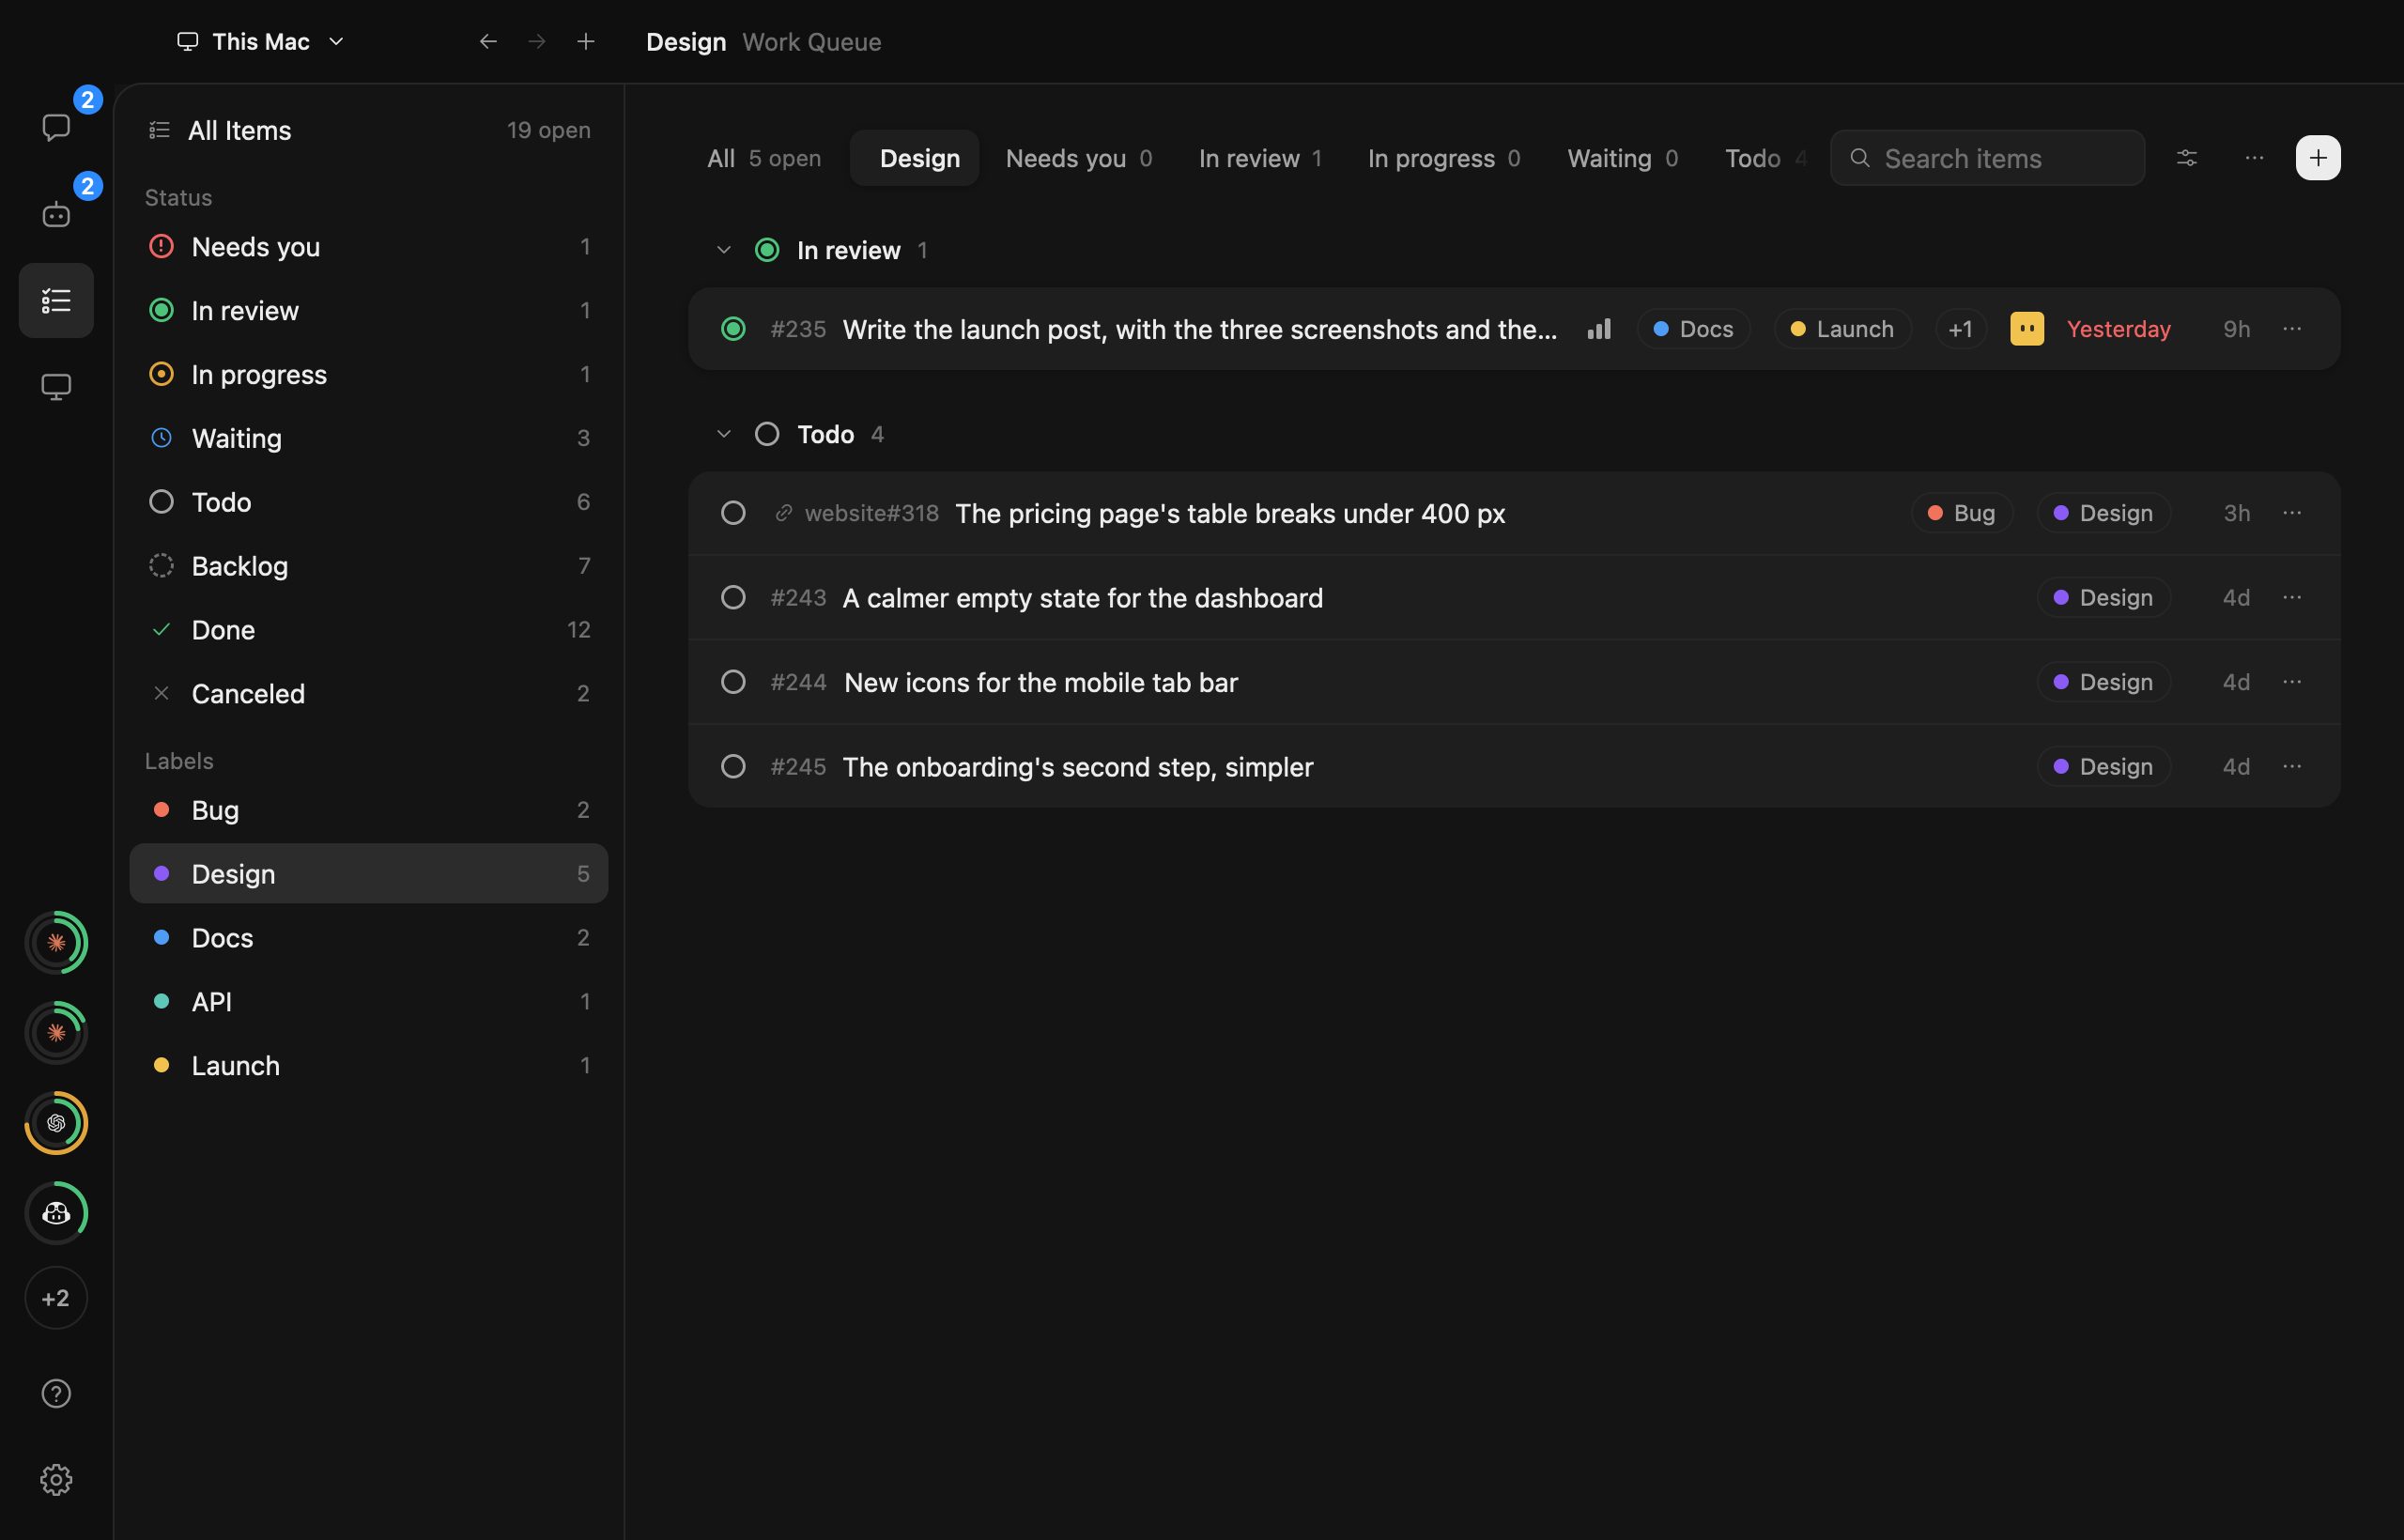 This Mac
Design Work Queue
2
2
All Items 19 open
Status
Needs you 1
In review 1
In progress 1
Waiting 3
Todo 6
Backlog 7
Done 12
Canceled 2
Labels
Bug 2
Design 5
Docs 2
API 1
Launch 1
+2
All 5 open Design Needs you 0 In review 1 In progress 0 Waiting 0 Todo 4 Search items
In review 1
#235 Write the launch post, with the three screenshots and the... Docs Launch +1 Yesterday 9h
Todo 4
website#318 The pricing page's table breaks under 400 px Bug Design 3h
#243 A calmer empty state for the dashboard Design 4d
#244 New icons for the mobile tab bar Design 4d
#245 The onboarding's second step, simpler Design 4d